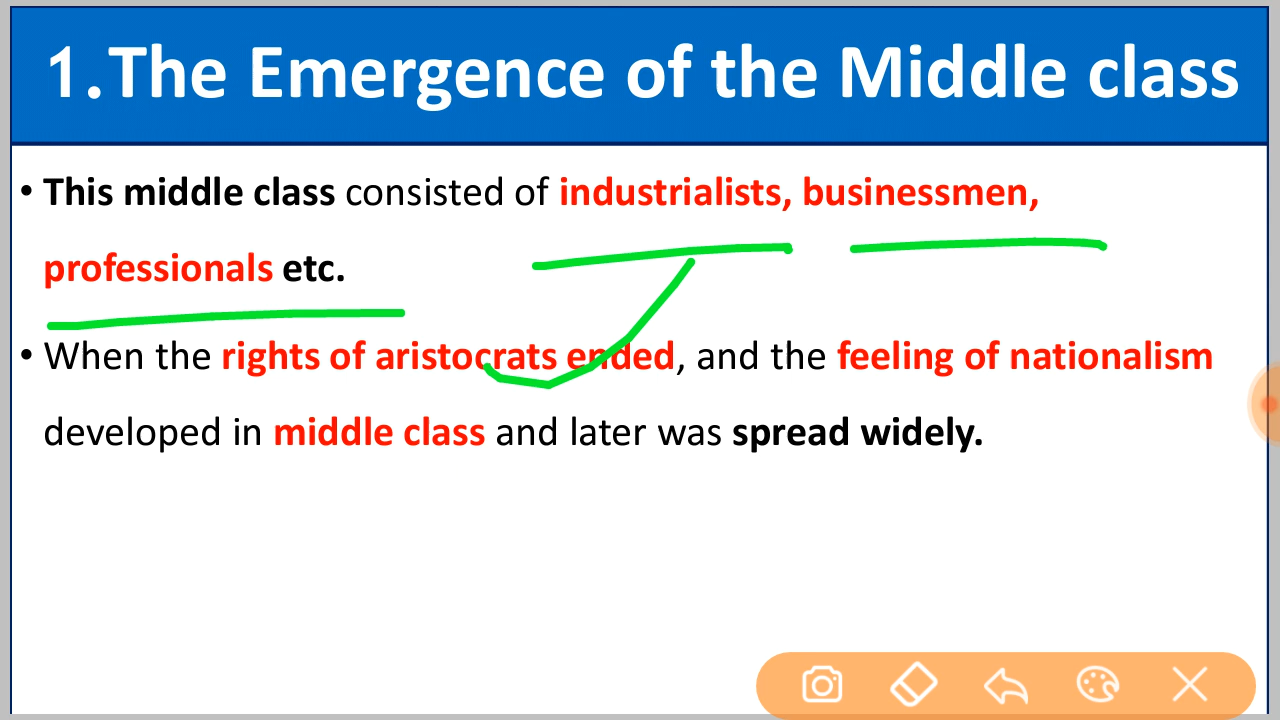 1.The Emergence of the Middle class
• This middle class consisted of industrialists, businessmen,
professionals etc.
• When the rights of aristocrats ended, and the feeling of nationalism
developed in middle class and later was spread widely.